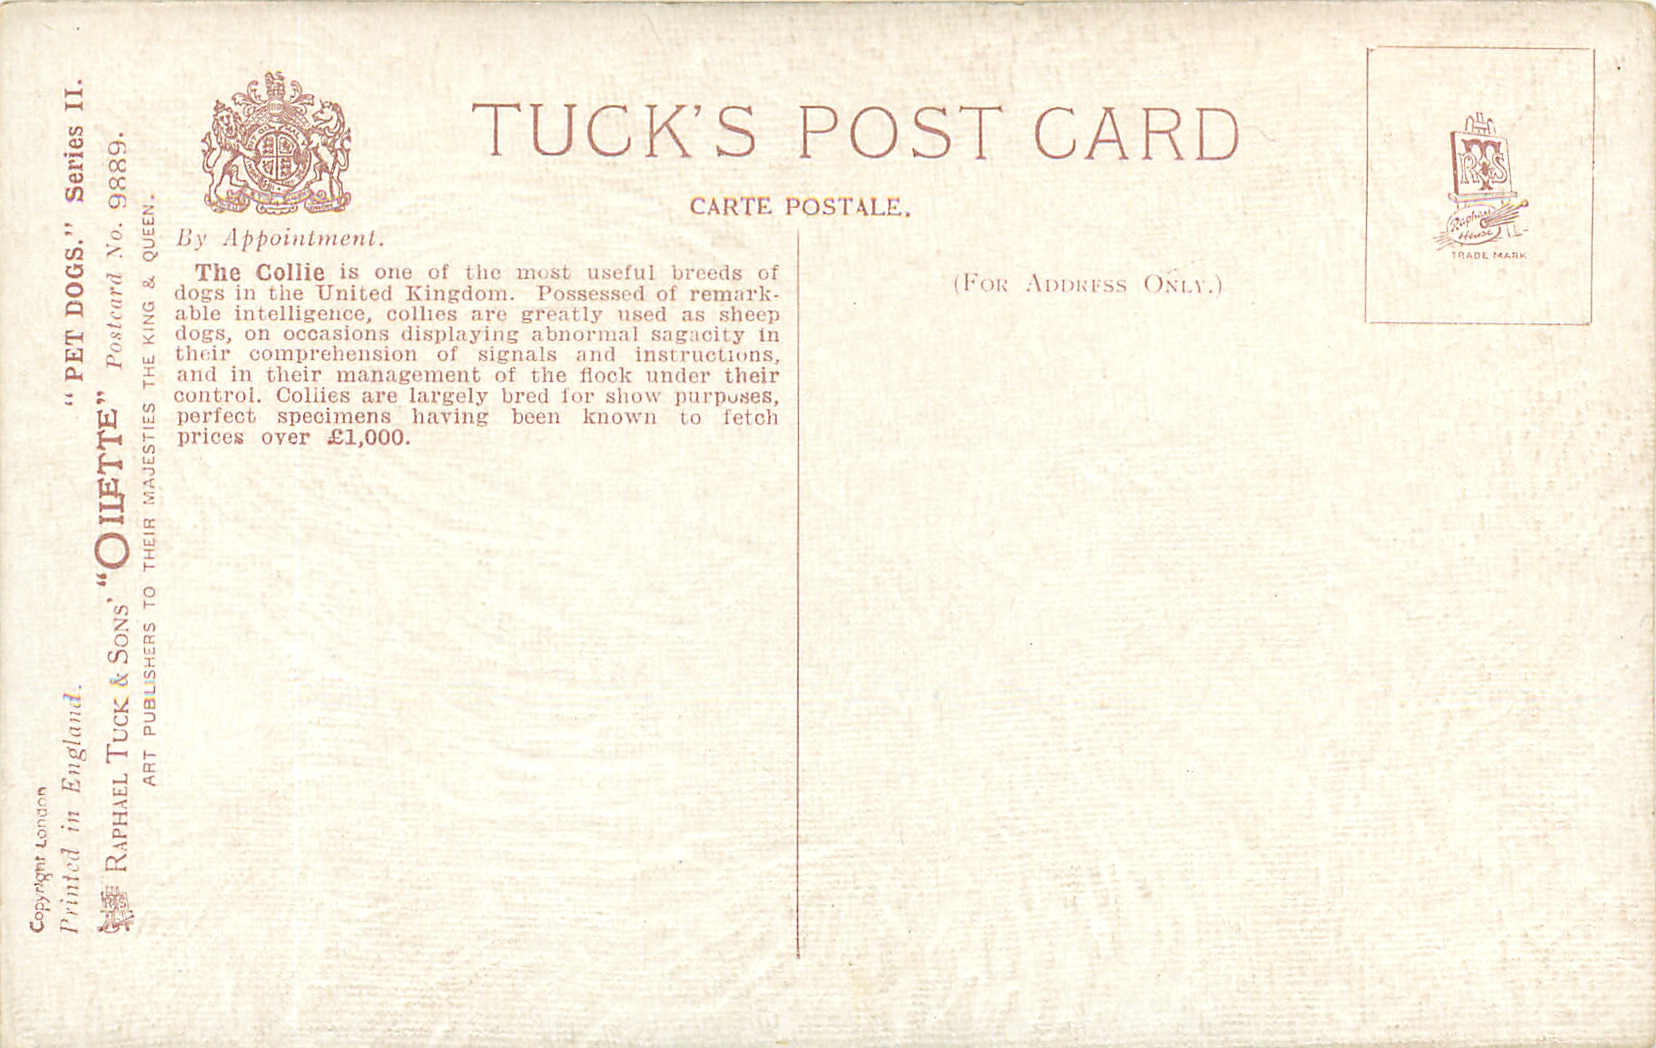 TUCK'S POST CARD
CARTE POSTALE.
(FOR ADDRESS ONLY.)
By Appointment.
The Collie is one of the most useful breeds of
dogs in the United Kingdom. Possessed of remark-
able intelligence, collies are greatly used as sheep
dogs, on occasions displaying abnormal sagacity in
their comprehension of signals and instructions,
and in their management of the flock under their
control. Collies are largely bred for show purposes,
perfect specimens having been known to fetch
prices over £1,000.
Copyright London
Printed in England. "PET DOGS." Series II.
RAPHAEL TUCK & SONS' "OILETTE" Postcard No. 9889.
ART PUBLISHERS TO THEIR MAJESTIES THE KING & QUEEN.
RTS
Raphael
House
TRADE MARK